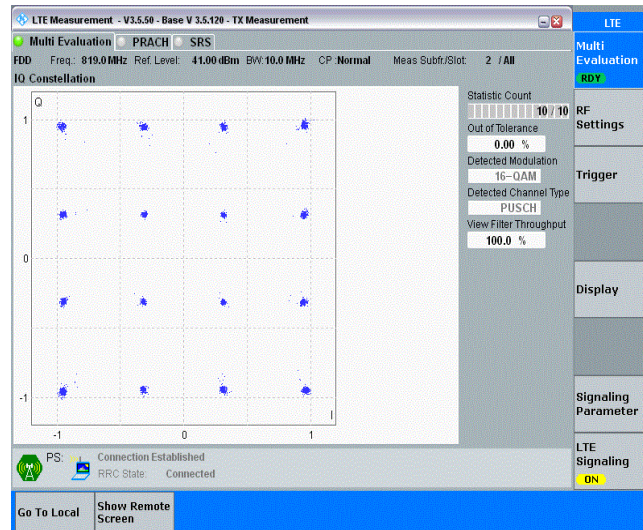 LTE Measurement - V3.5.50 - Base V 3.5.120 - TX Measurement
LTE
Multi Evaluation PRACH SRS
Multi
Evaluation
RDY
FDD Freq.: 819.0 MHz Ref. Level: 41.00 dBm BW: 10.0 MHz CP: Normal Meas Subfr./Slot: 2 / All
IQ Constellation
Q
1
0
-1
-1 0 1
I
Statistic Count
10 / 10
Out of Tolerance
0.00 %
Detected Modulation
16-QAM
Detected Channel Type
PUSCH
View Filter Throughput
100.0 %
RF
Settings
Trigger
Display
Signaling
Parameter
LTE
Signaling
ON
PS: Connection Established
RRC State: Connected
Go To Local
Show Remote
Screen